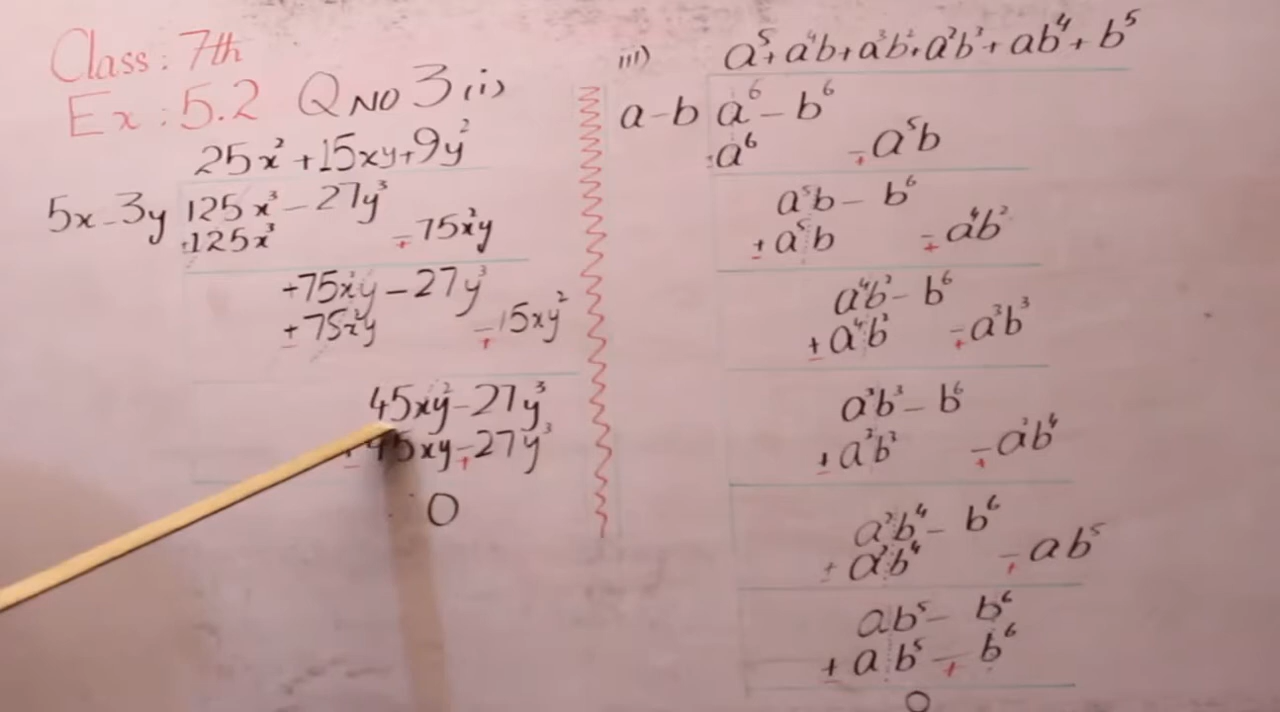 Class: 7th
Ex: 5.2 Q NO 3 (i)
25x² + 15xy + 9y²
5x - 3y 125x³ - 27y³
+125x³ - 75x²y
+
+75x²y - 27y³
+75x²y - 15xy²
- +
45xy² - 27y³
+ 45xy - 27y³
- +
0
iii)
a⁵ + a⁴b + a³b² + a²b³ + ab⁴ + b⁵
a - b a⁶ - b⁶
a⁶ - a⁵b
+
a⁵b - b⁶
+ a⁵b - a⁴b²
- +
a⁴b² - b⁶
+ a⁴b² - a³b³
- +
a³b³ - b⁶
+ a³b³ - a²b⁴
- +
a²b⁴ - b⁶
+ a²b⁴ - ab⁵
- +
ab⁵ - b⁶
+ ab⁵ - b⁶
- +
0